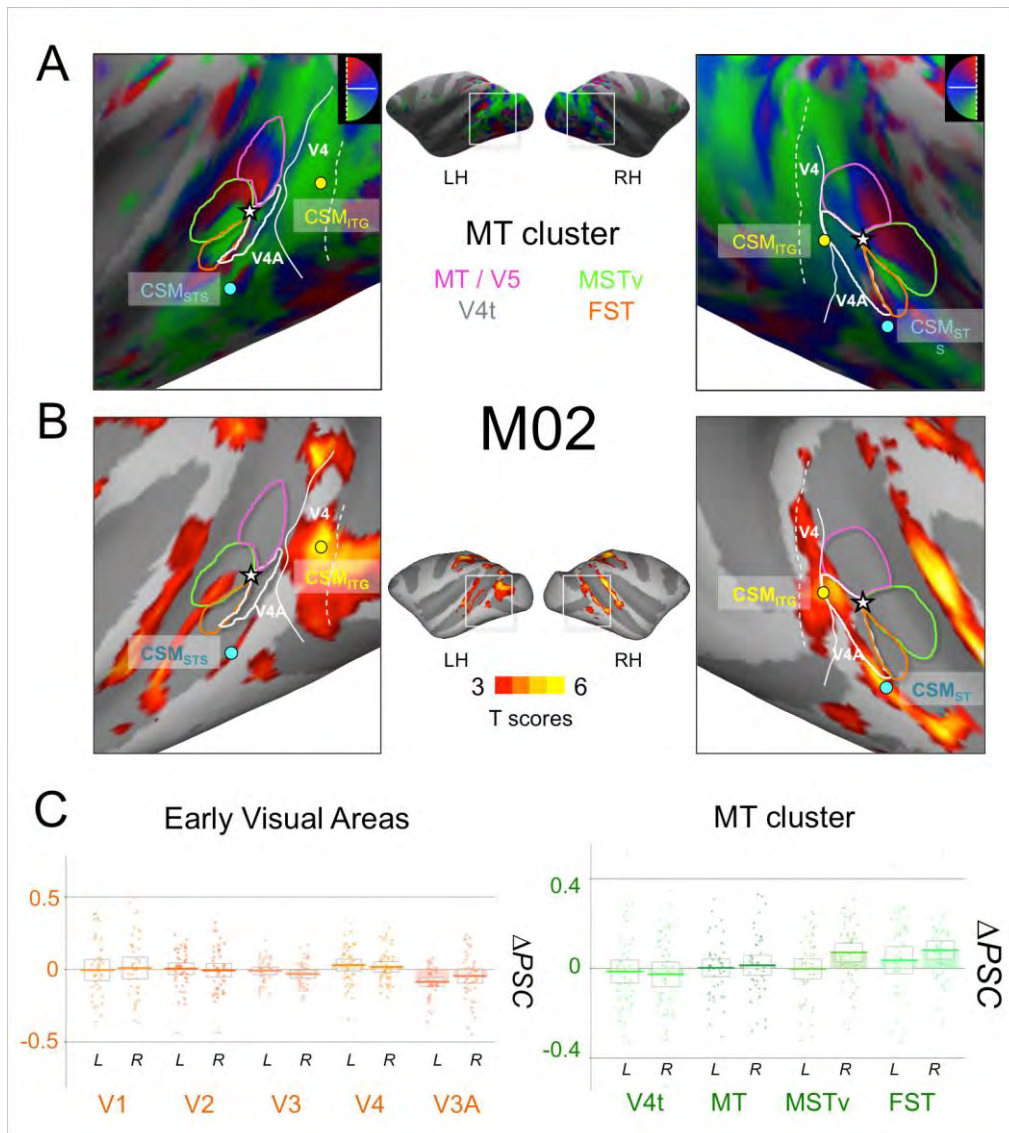 A
V4
CSMITG
V4A
CSMSTS
LH
RH
MT cluster
MT / V5
MSTv
V4t
FST
V4
CSMITG
V4A
CSMST
S
B
M02
V4
CSMITG
V4A
CSMSTS
LH
RH
3
6
T scores
V4
CSMITG
V4A
CSMST
C
Early Visual Areas
MT cluster
0.5
0
-0.5
ΔPSC
L R L R L R L R L R
V1 V2 V3 V4 V3A
0.4
0
-0.4
ΔPSC
L R L R L R L R
V4t MT MSTv FST